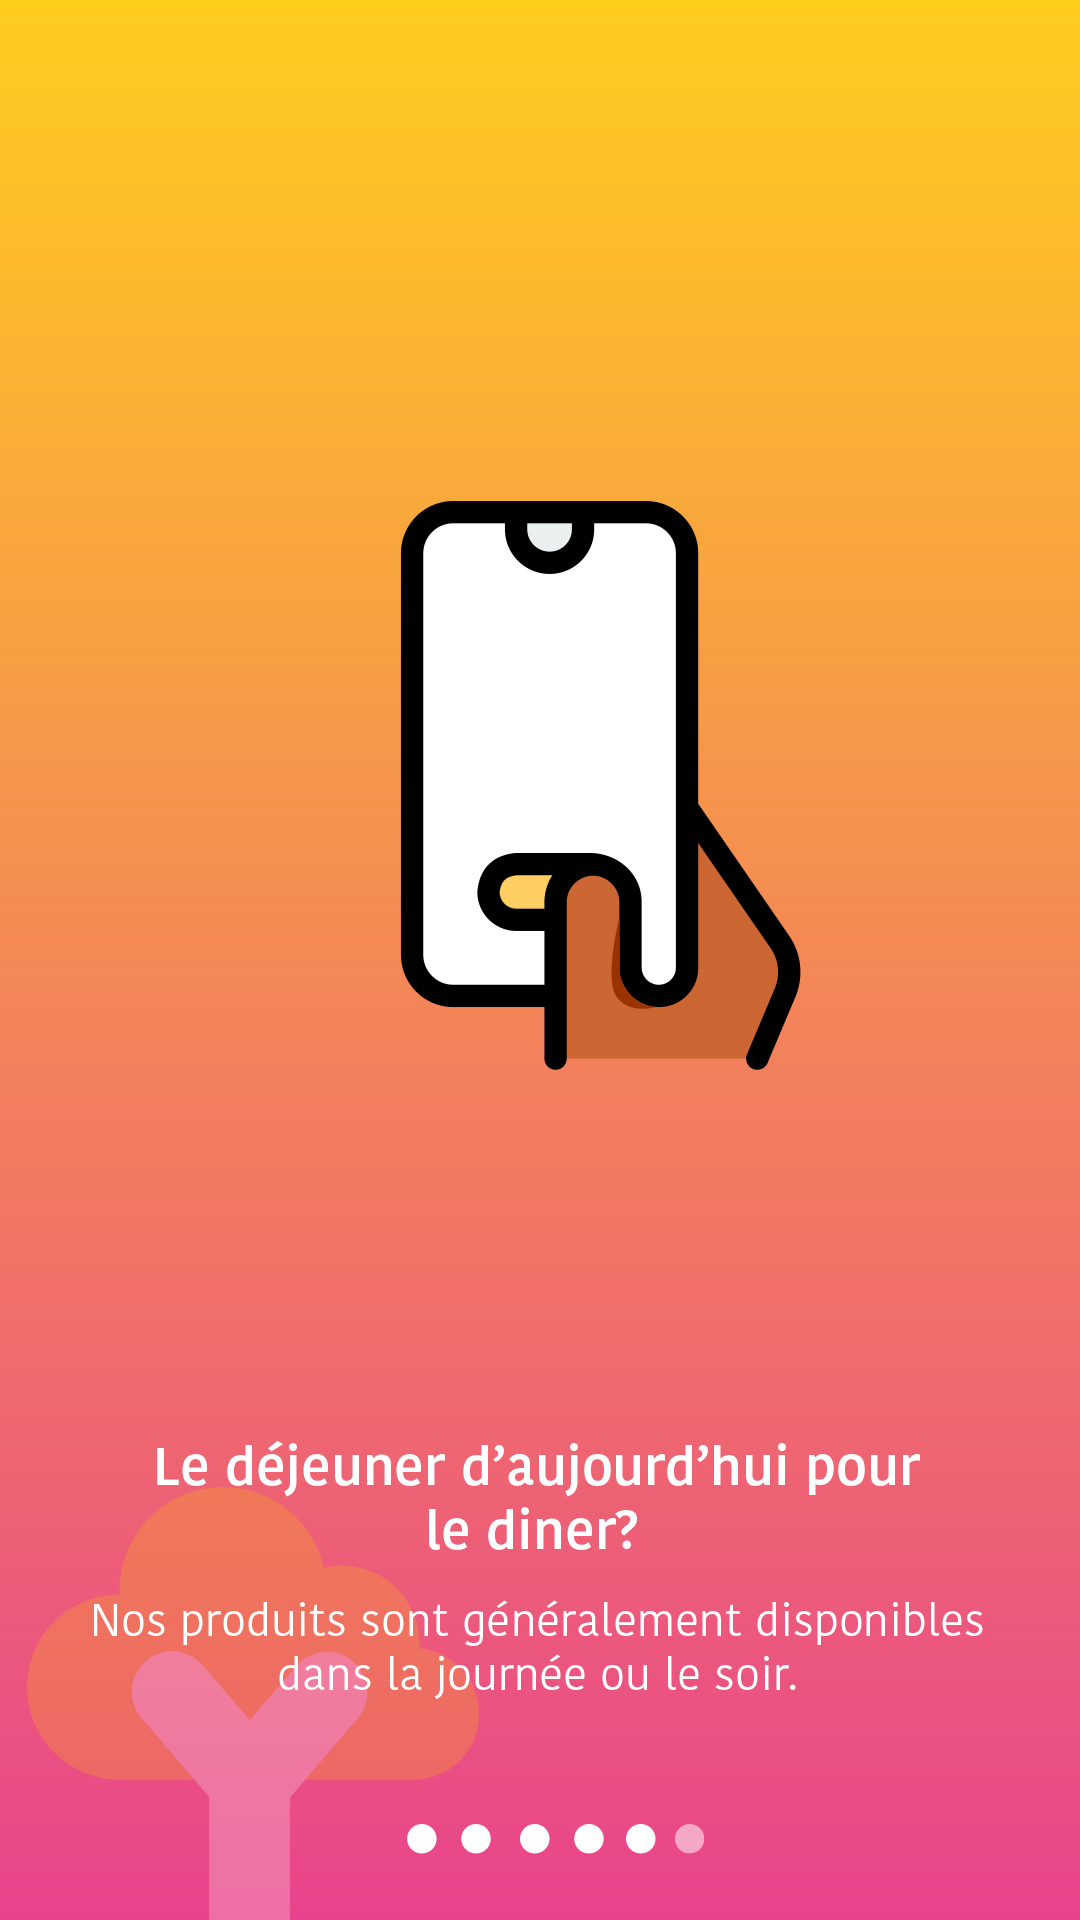 Le déjeuner d’aujourd’hui pour
le diner?
Nos produits sont généralement disponibles
dans la journée ou le soir.